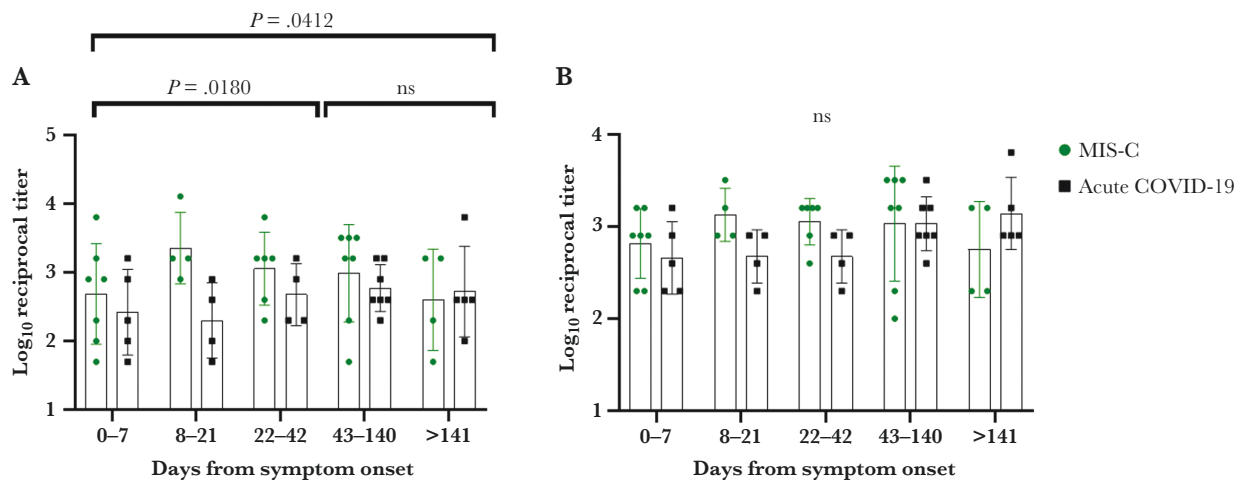 P = .0412
A
P = .0180
ns
5
4
3
2
1
Log10 reciprocal titer
0–7
8–21
22–42
43–140
>141
Days from symptom onset
B
ns
4
3
2
1
Log10 reciprocal titer
0–7
8–21
22–42
43–140
>141
Days from symptom onset
MIS-C
Acute COVID-19